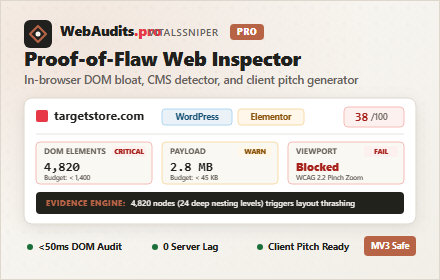 WebAudits.pro TALSSNIPER PRO
Proof-of-Flaw Web Inspector
In-browser DOM bloat, CMS detector, and client pitch generator
targetstore.com WordPress Elementor 38 /100
DOM ELEMENTS CRITICAL PAYLOAD WARN VIEWPORT FAIL
4,820 2.8 MB Blocked
Budget: < 1,400 Budget: < 45 KB WCAG 2.2 Pinch Zoom
EVIDENCE ENGINE: 4,820 nodes (24 deep nesting levels) triggers layout thrashing
<50ms DOM Audit 0 Server Lag Client Pitch Ready MV3 Safe